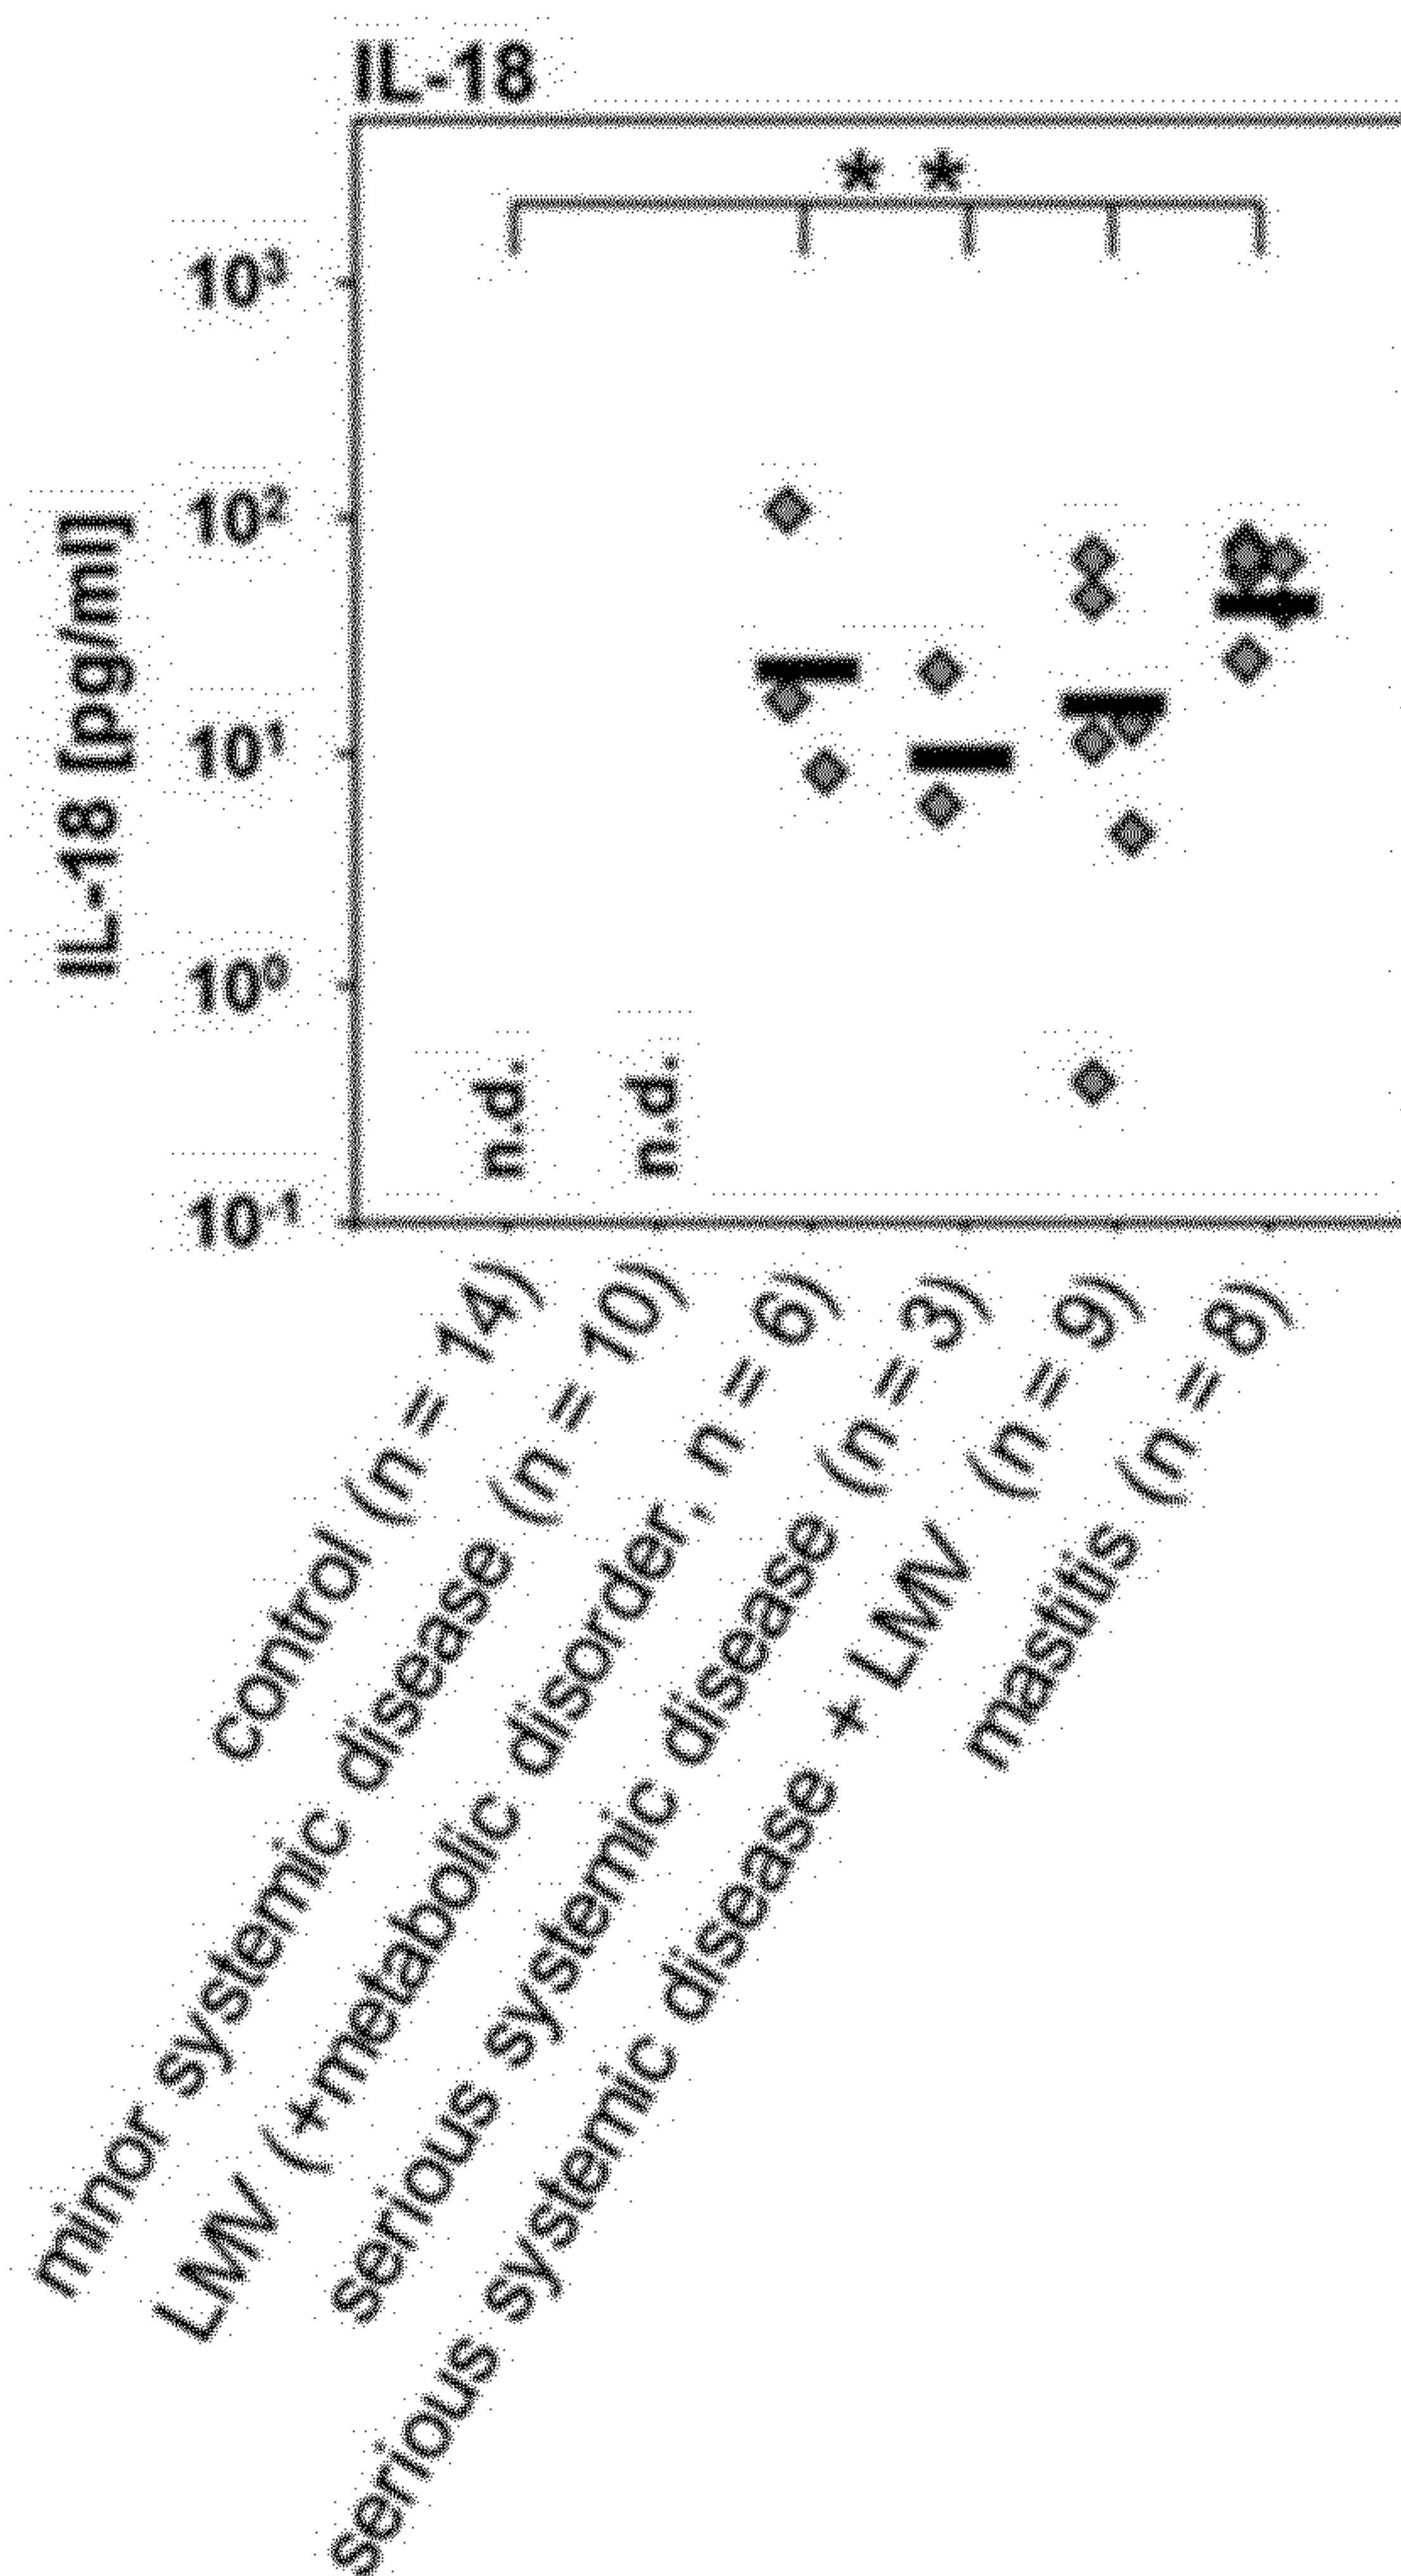 IL-18
* *
10³
10²
10¹
10⁰
10⁻¹
IL-18 [pg/ml]
n.d.
n.d.
control (n = 14)
minor systemic disease (n = 10)
LMV (+metabolic disorder, n = 6)
serious systemic disease (n = 3)
serious systemic disease + LMV (n = 9)
mastitis (n = 8)